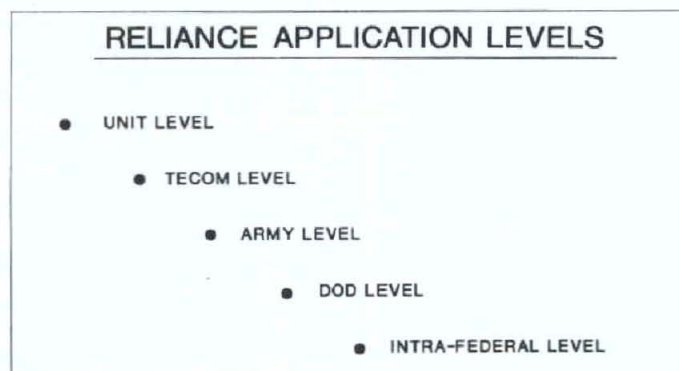 RELIANCE APPLICATION LEVELS
● UNIT LEVEL
● TECOM LEVEL
● ARMY LEVEL
● DOD LEVEL
● INTRA-FEDERAL LEVEL